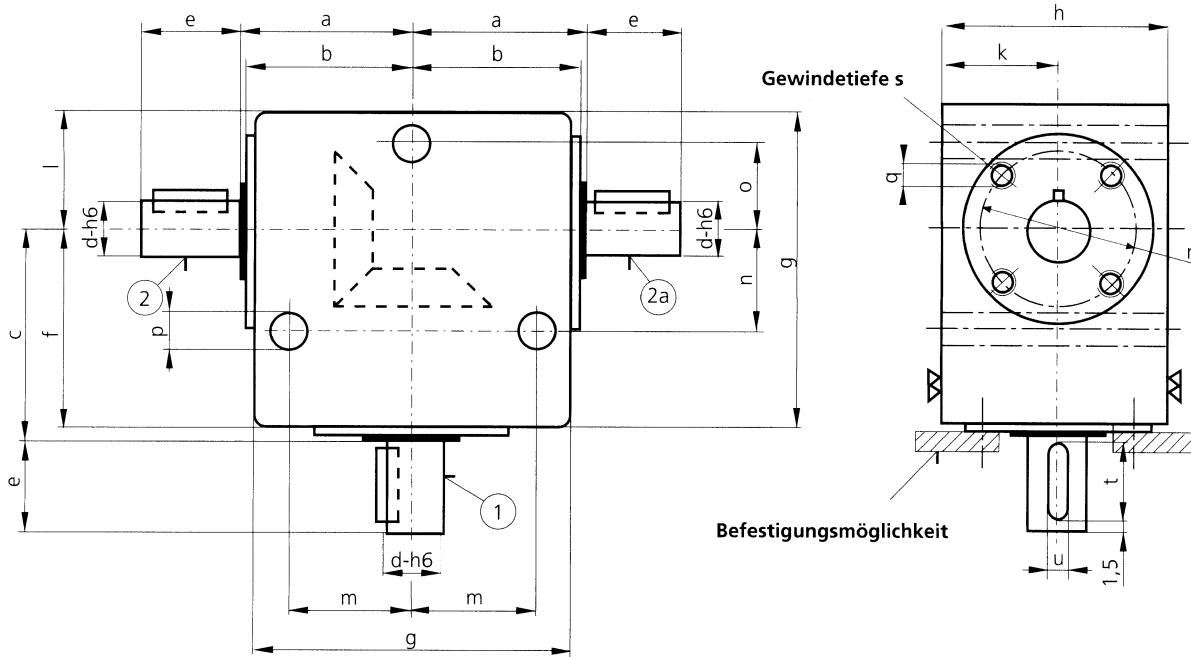 e
a
a
e
h
b
b
k
Gewindetiefe s
l
o
q
d-h6
d-h6
g
n
2
2a
p
c
f
e
1
t
Befestigungsmöglichkeit
d-h6
u
1,5
m
m
g